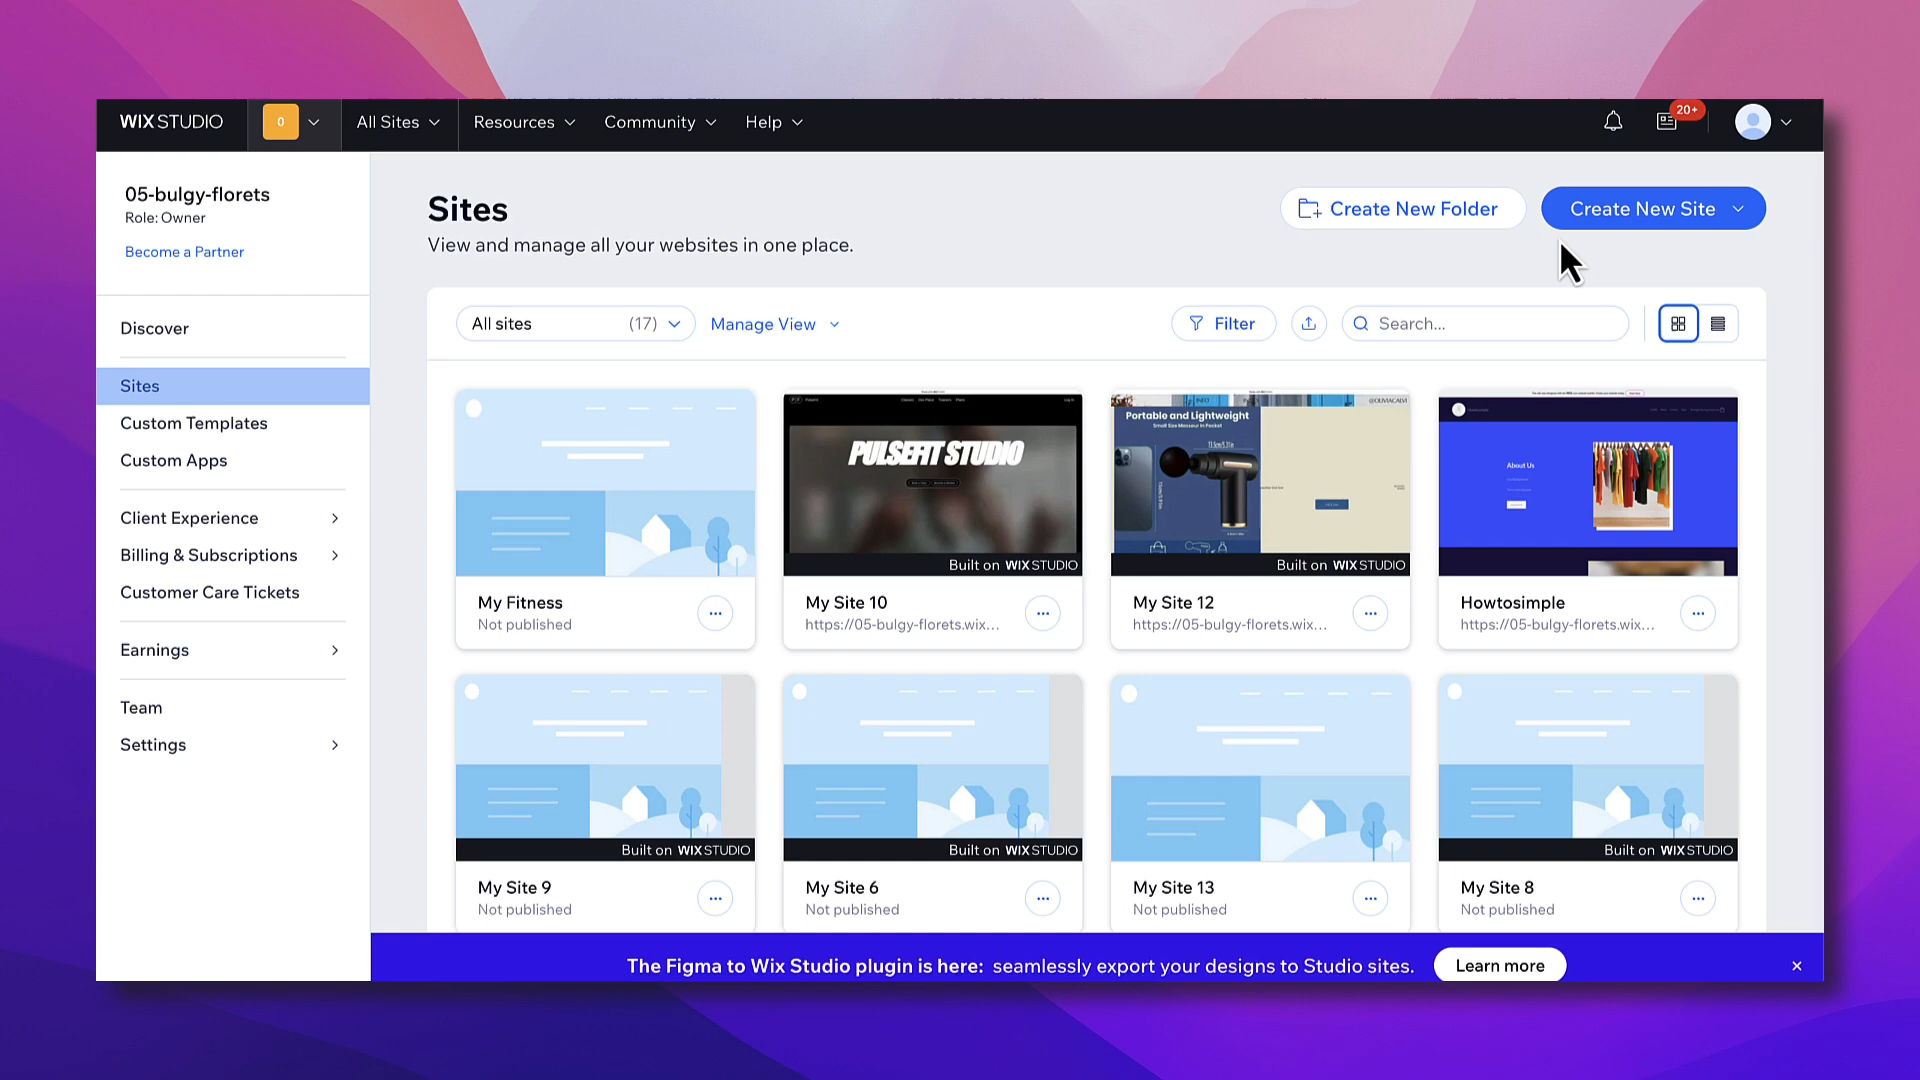 WIX STUDIO
0
All Sites
Resources
Community
Help
20+
05-bulgy-florets
Role: Owner
Become a Partner
Discover
Sites
Custom Templates
Custom Apps
Client Experience
Billing & Subscriptions
Customer Care Tickets
Earnings
Team
Settings
Sites
View and manage all your websites in one place.
Create New Folder
Create New Site
All sites (17)
Manage View
Filter
Search...
PULSEFIT STUDIO
Built on WIX STUDIO
INFO
@OLIVIACALVI
Portable and Lightweight
Small Size Massur In Pocket
Built on WIX STUDIO
About Us
My Fitness
Not published
My Site 10
https://05-bulgy-florets.wix...
My Site 12
https://05-bulgy-florets.wix...
Howtosimple
https://05-bulgy-florets.wix...
Built on WIX STUDIO
Built on WIX STUDIO
Built on WIX STUDIO
My Site 9
Not published
My Site 6
Not published
My Site 13
Not published
My Site 8
Not published
The Figma to Wix Studio plugin is here: seamlessly export your designs to Studio sites.
Learn more